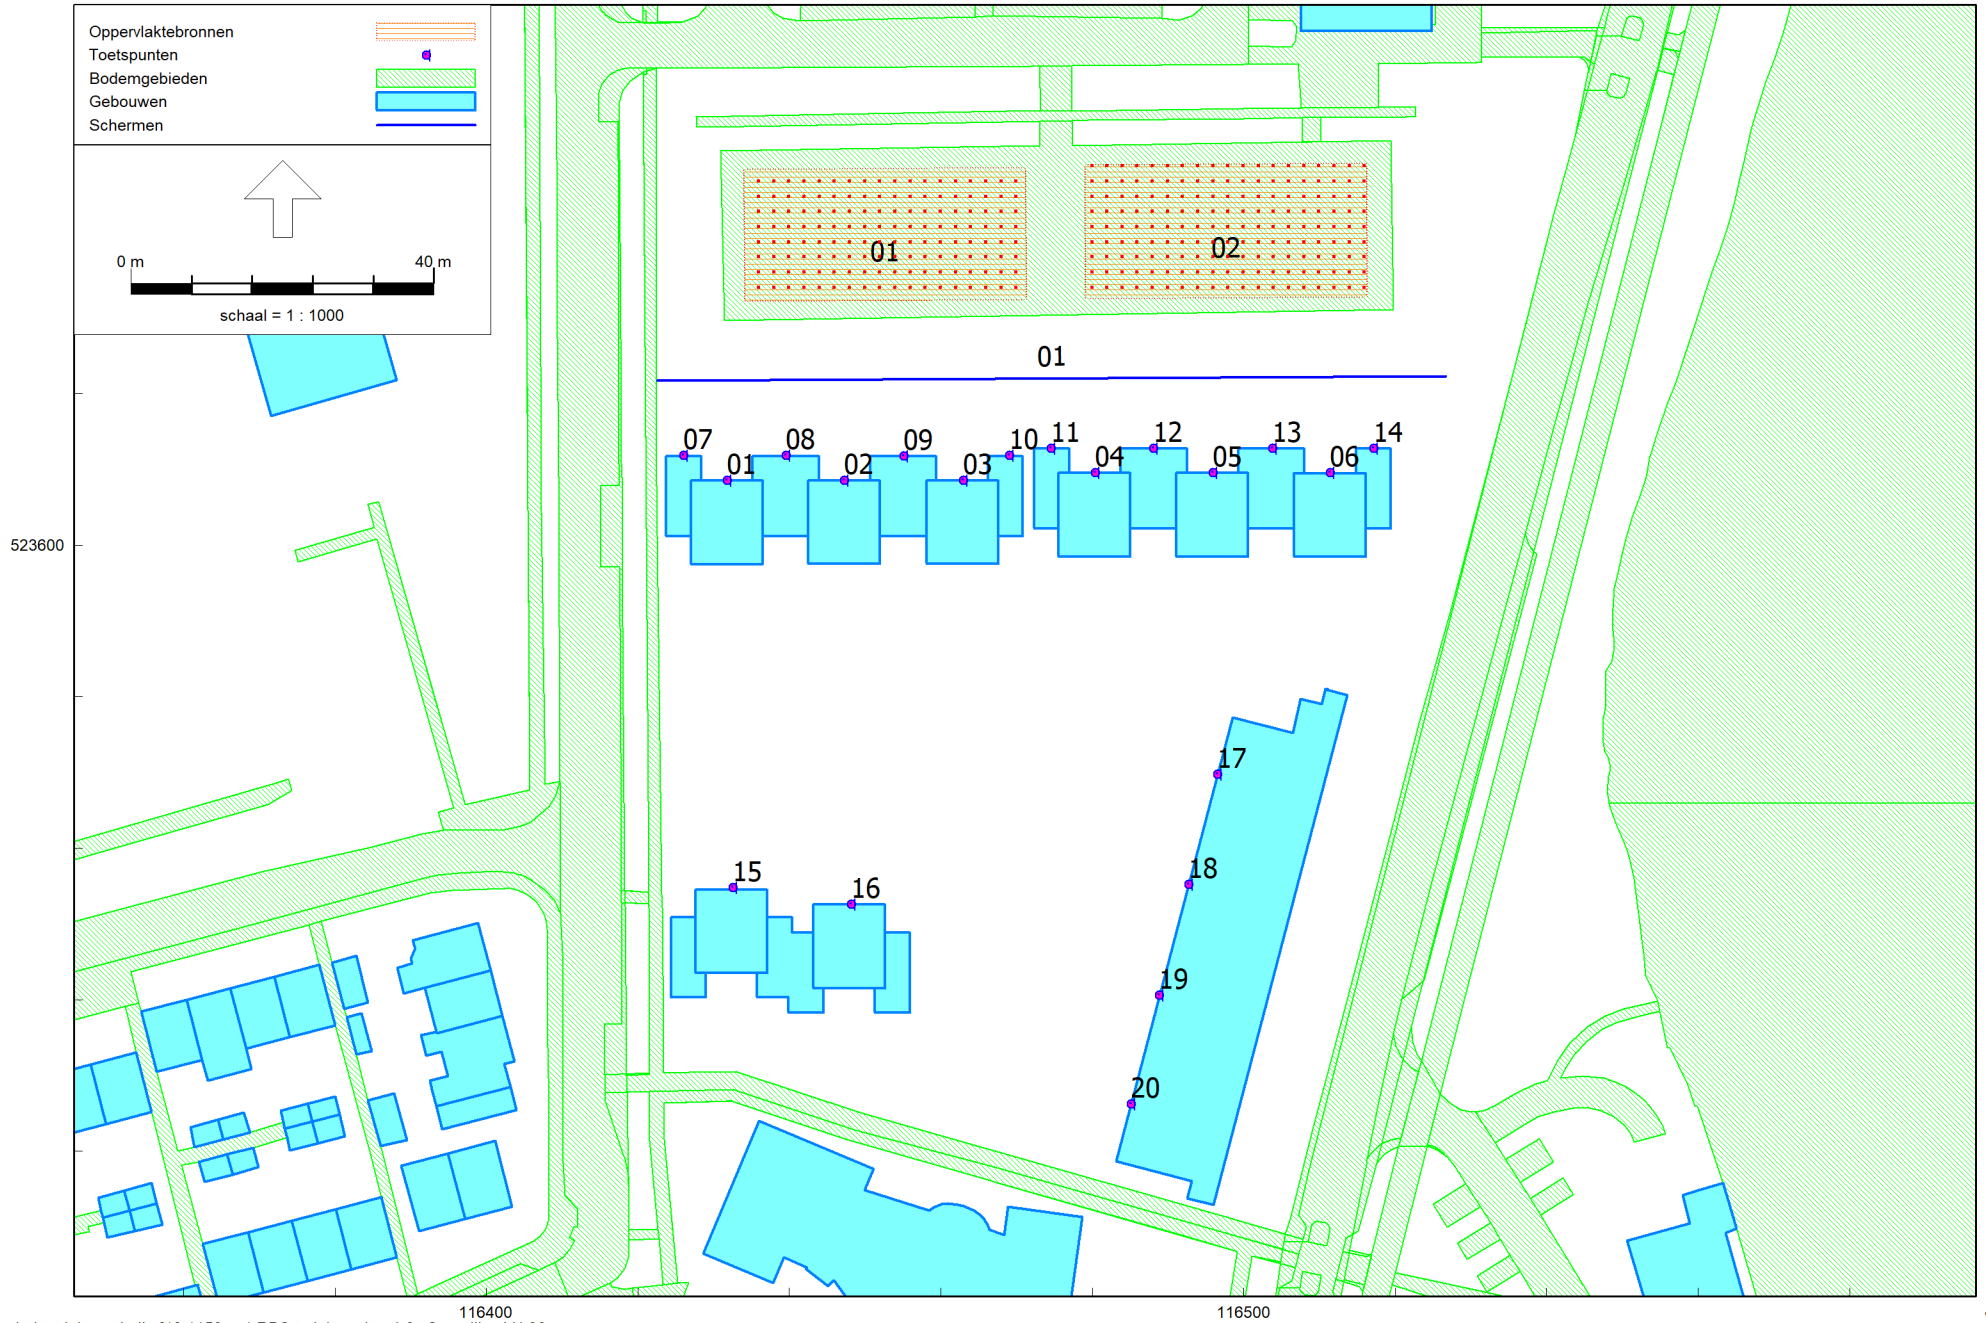 Oppervlaktebronnen
Toetspunten
Bodemgebieden
Gebouwen
Schermen
0 m 40 m
schaal = 1 : 1000
01 02
01
07 08 09 10 11 12 13 14
01 02 03 04 05 06
523600
17
15 18
16
19
20
116400 116500